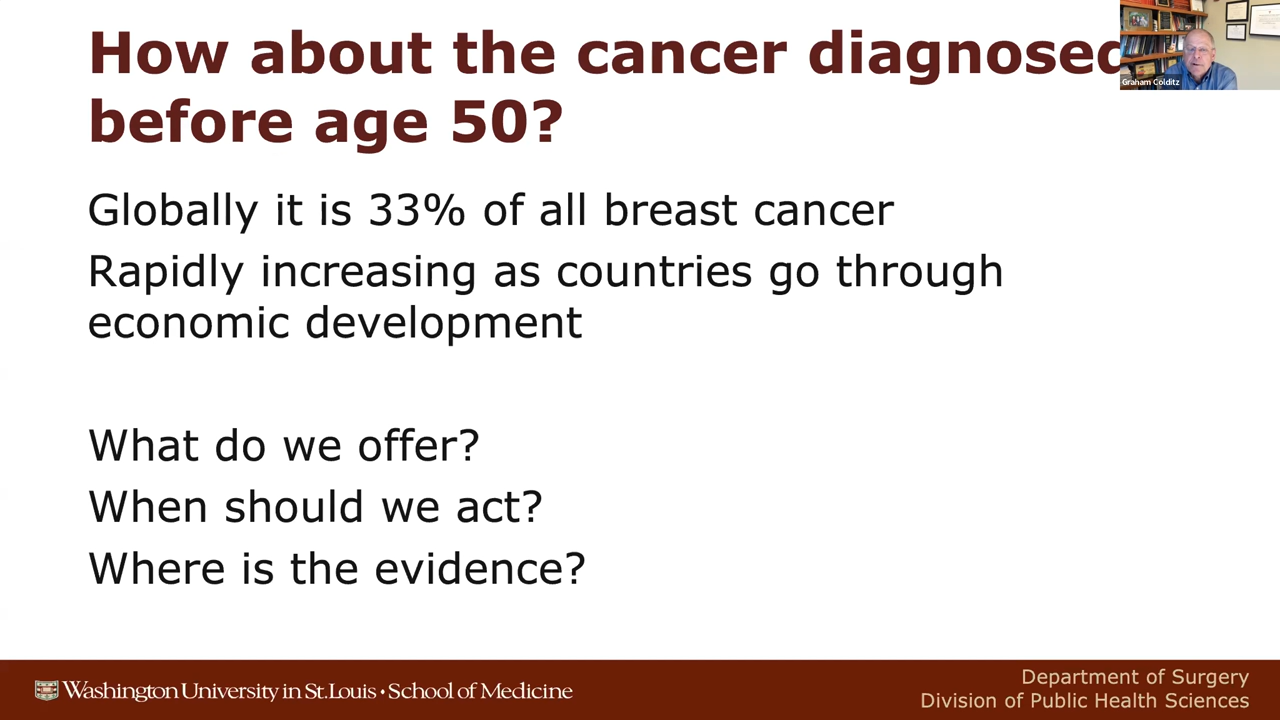 How about the cancer diagnosed
before age 50?
Graham Colditz
Globally it is 33% of all breast cancer
Rapidly increasing as countries go through
economic development
What do we offer?
When should we act?
Where is the evidence?
Washington University in St. Louis • School of Medicine
Department of Surgery
Division of Public Health Sciences